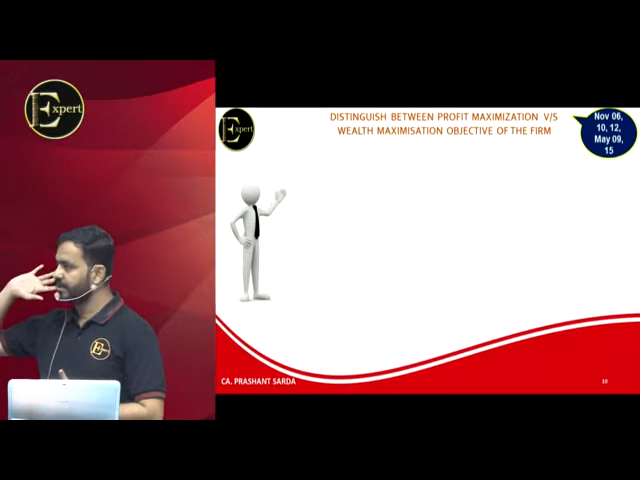 Expert
Expert
DISTINGUISH BETWEEN PROFIT MAXIMIZATION V/S
WEALTH MAXIMISATION OBJECTIVE OF THE FIRM
Nov 06,
10, 12,
May 09,
15
E
CA. PRASHANT SARDA
10